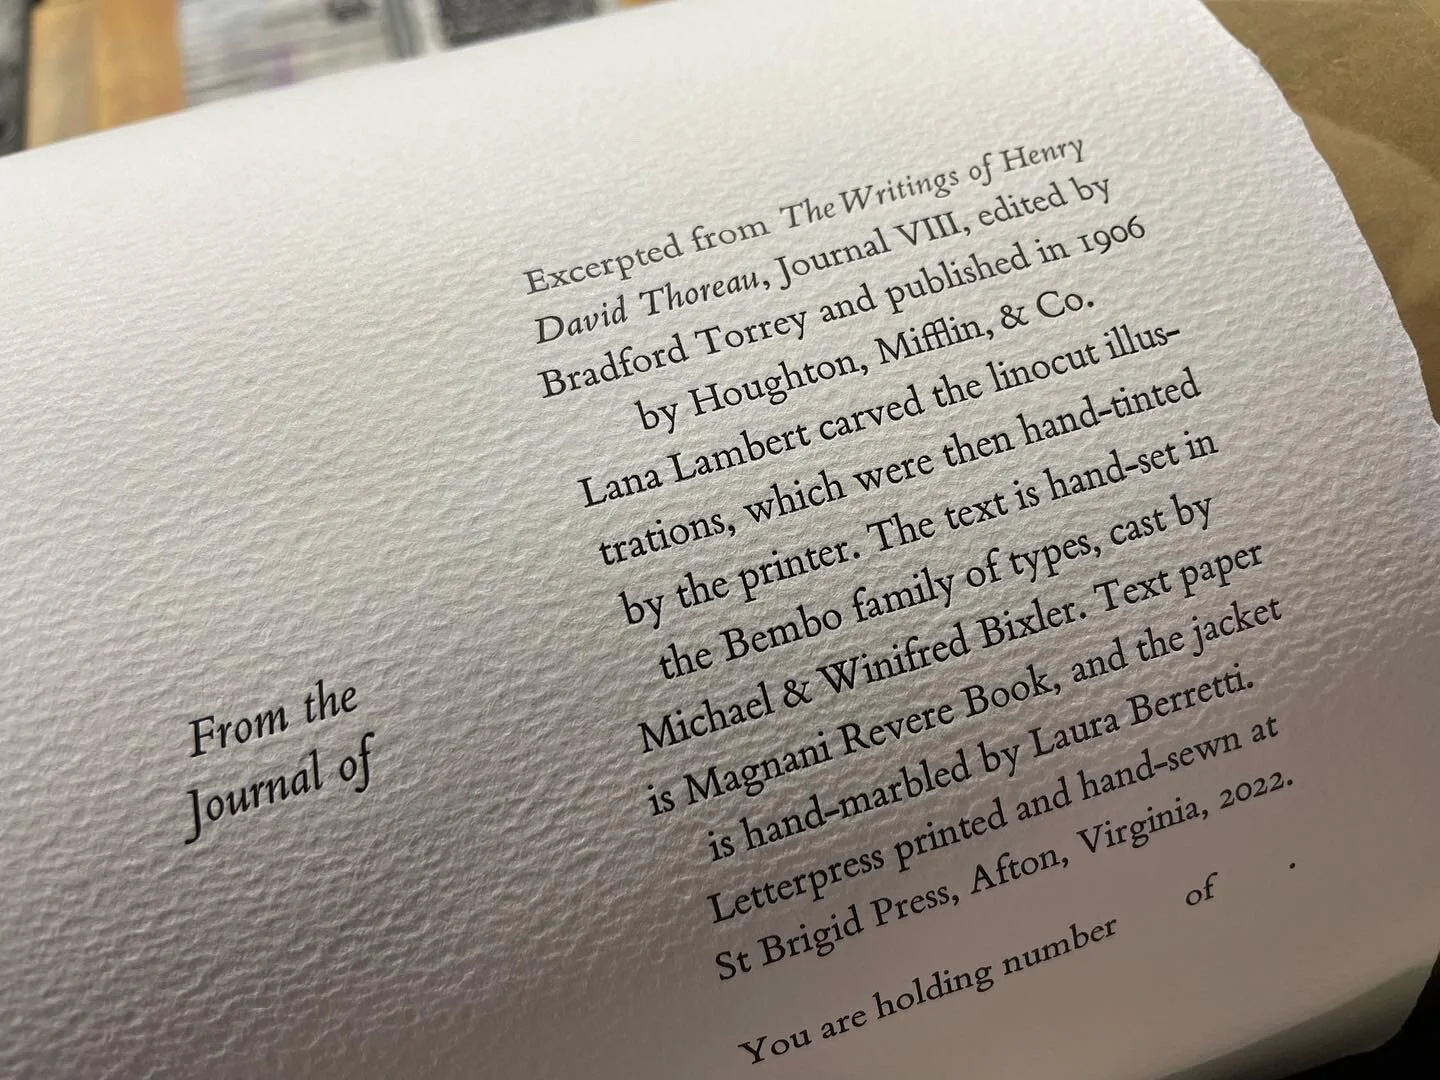 Excerpted from The Writings of Henry
David Thoreau, Journal VIII, edited by
Bradford Torrey and published in 1906
by Houghton, Mifflin, & Co.
Lana Lambert carved the linocut illus-
trations, which were then hand-tinted
by the printer. The text is hand-set in
the Bembo family of types, cast by
Michael & Winifred Bixler. Text paper
is Magnani Revere Book, and the jacket
is hand-marbled by Laura Berretti.
Letterpress printed and hand-sewn at
St Brigid Press, Afton, Virginia, 2022.
You are holding number of .
From the
Journal of